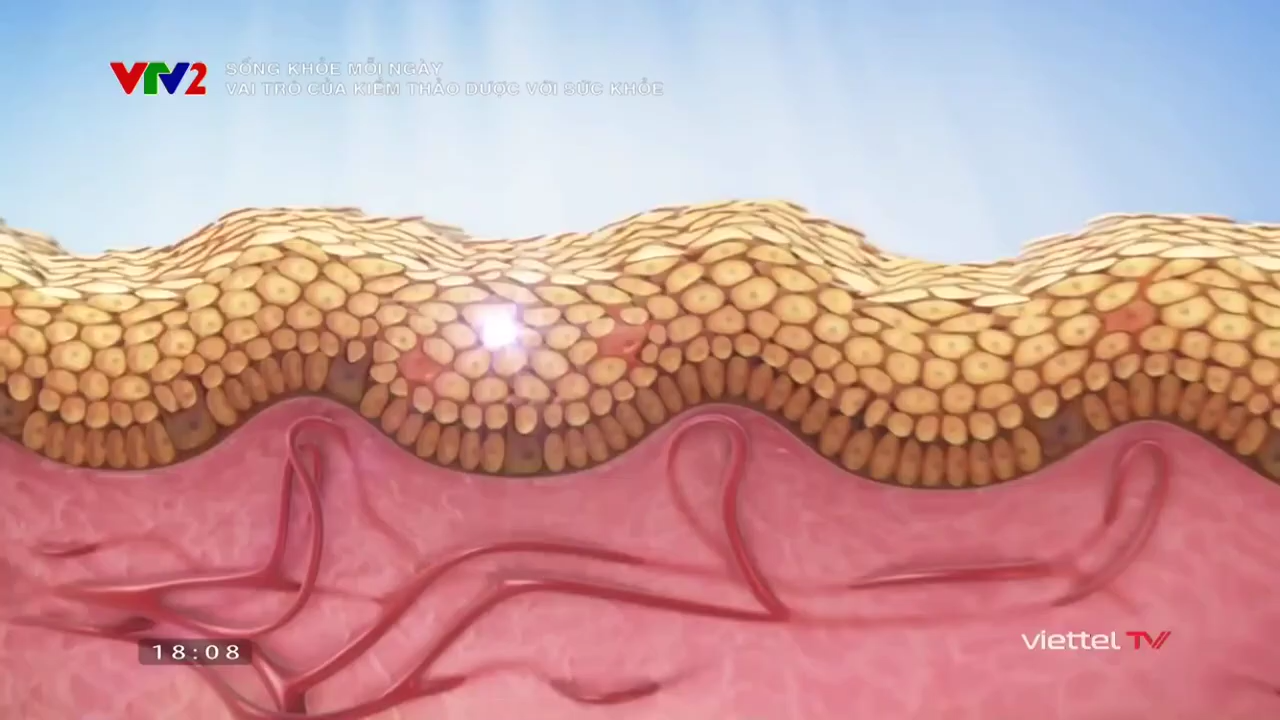 VTV2
SỐNG KHỎE MỖI NGÀY
VAI TRÒ CỦA KIỀM THẢO DƯỢC VỚI SỨC KHỎE
18:08
viettel TV